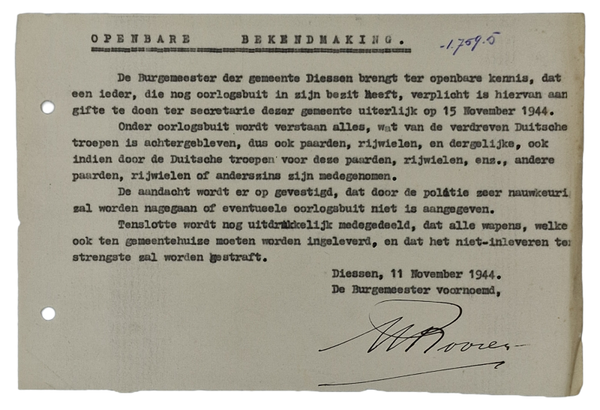 OPENBARE BEKENDMAKING.
-1.759.5
De Burgemeester der gemeente Diessen brengt ter openbare kennis, dat
een ieder, die nog oorlogsbuit in zijn bezit heeft, verplicht is hiervan aan
gifte te doen ter secretarie dezer gemeente uiterlijk op 15 November 1944.
Onder oorlogsbuit wordt verstaan alles, wat van de verdreven Duitsche
troepen is achtergebleven, dus ook paarden, rijwielen, en dergelijke, ook
indien door de Duitsche troepen voor deze paarden, rijwielen, enz., andere
paarden, rijwielen of anderszins zijn medegenomen.
De aandacht wordt er op gevestigd, dat door de politie zeer nauwkeuri
zal worden nagegaan of eventueele oorlogsbuit niet is aangegeven.
Tenslotte wordt nog uitdrukkelijk medegedeeld, dat alle wapens, welke
ook ten gemeentehuize moeten worden ingeleverd, en dat het niet-inleveren ten
strengste zal worden gestraft.
Diessen, 11 November 1944.
De Burgemeester voornoemd,